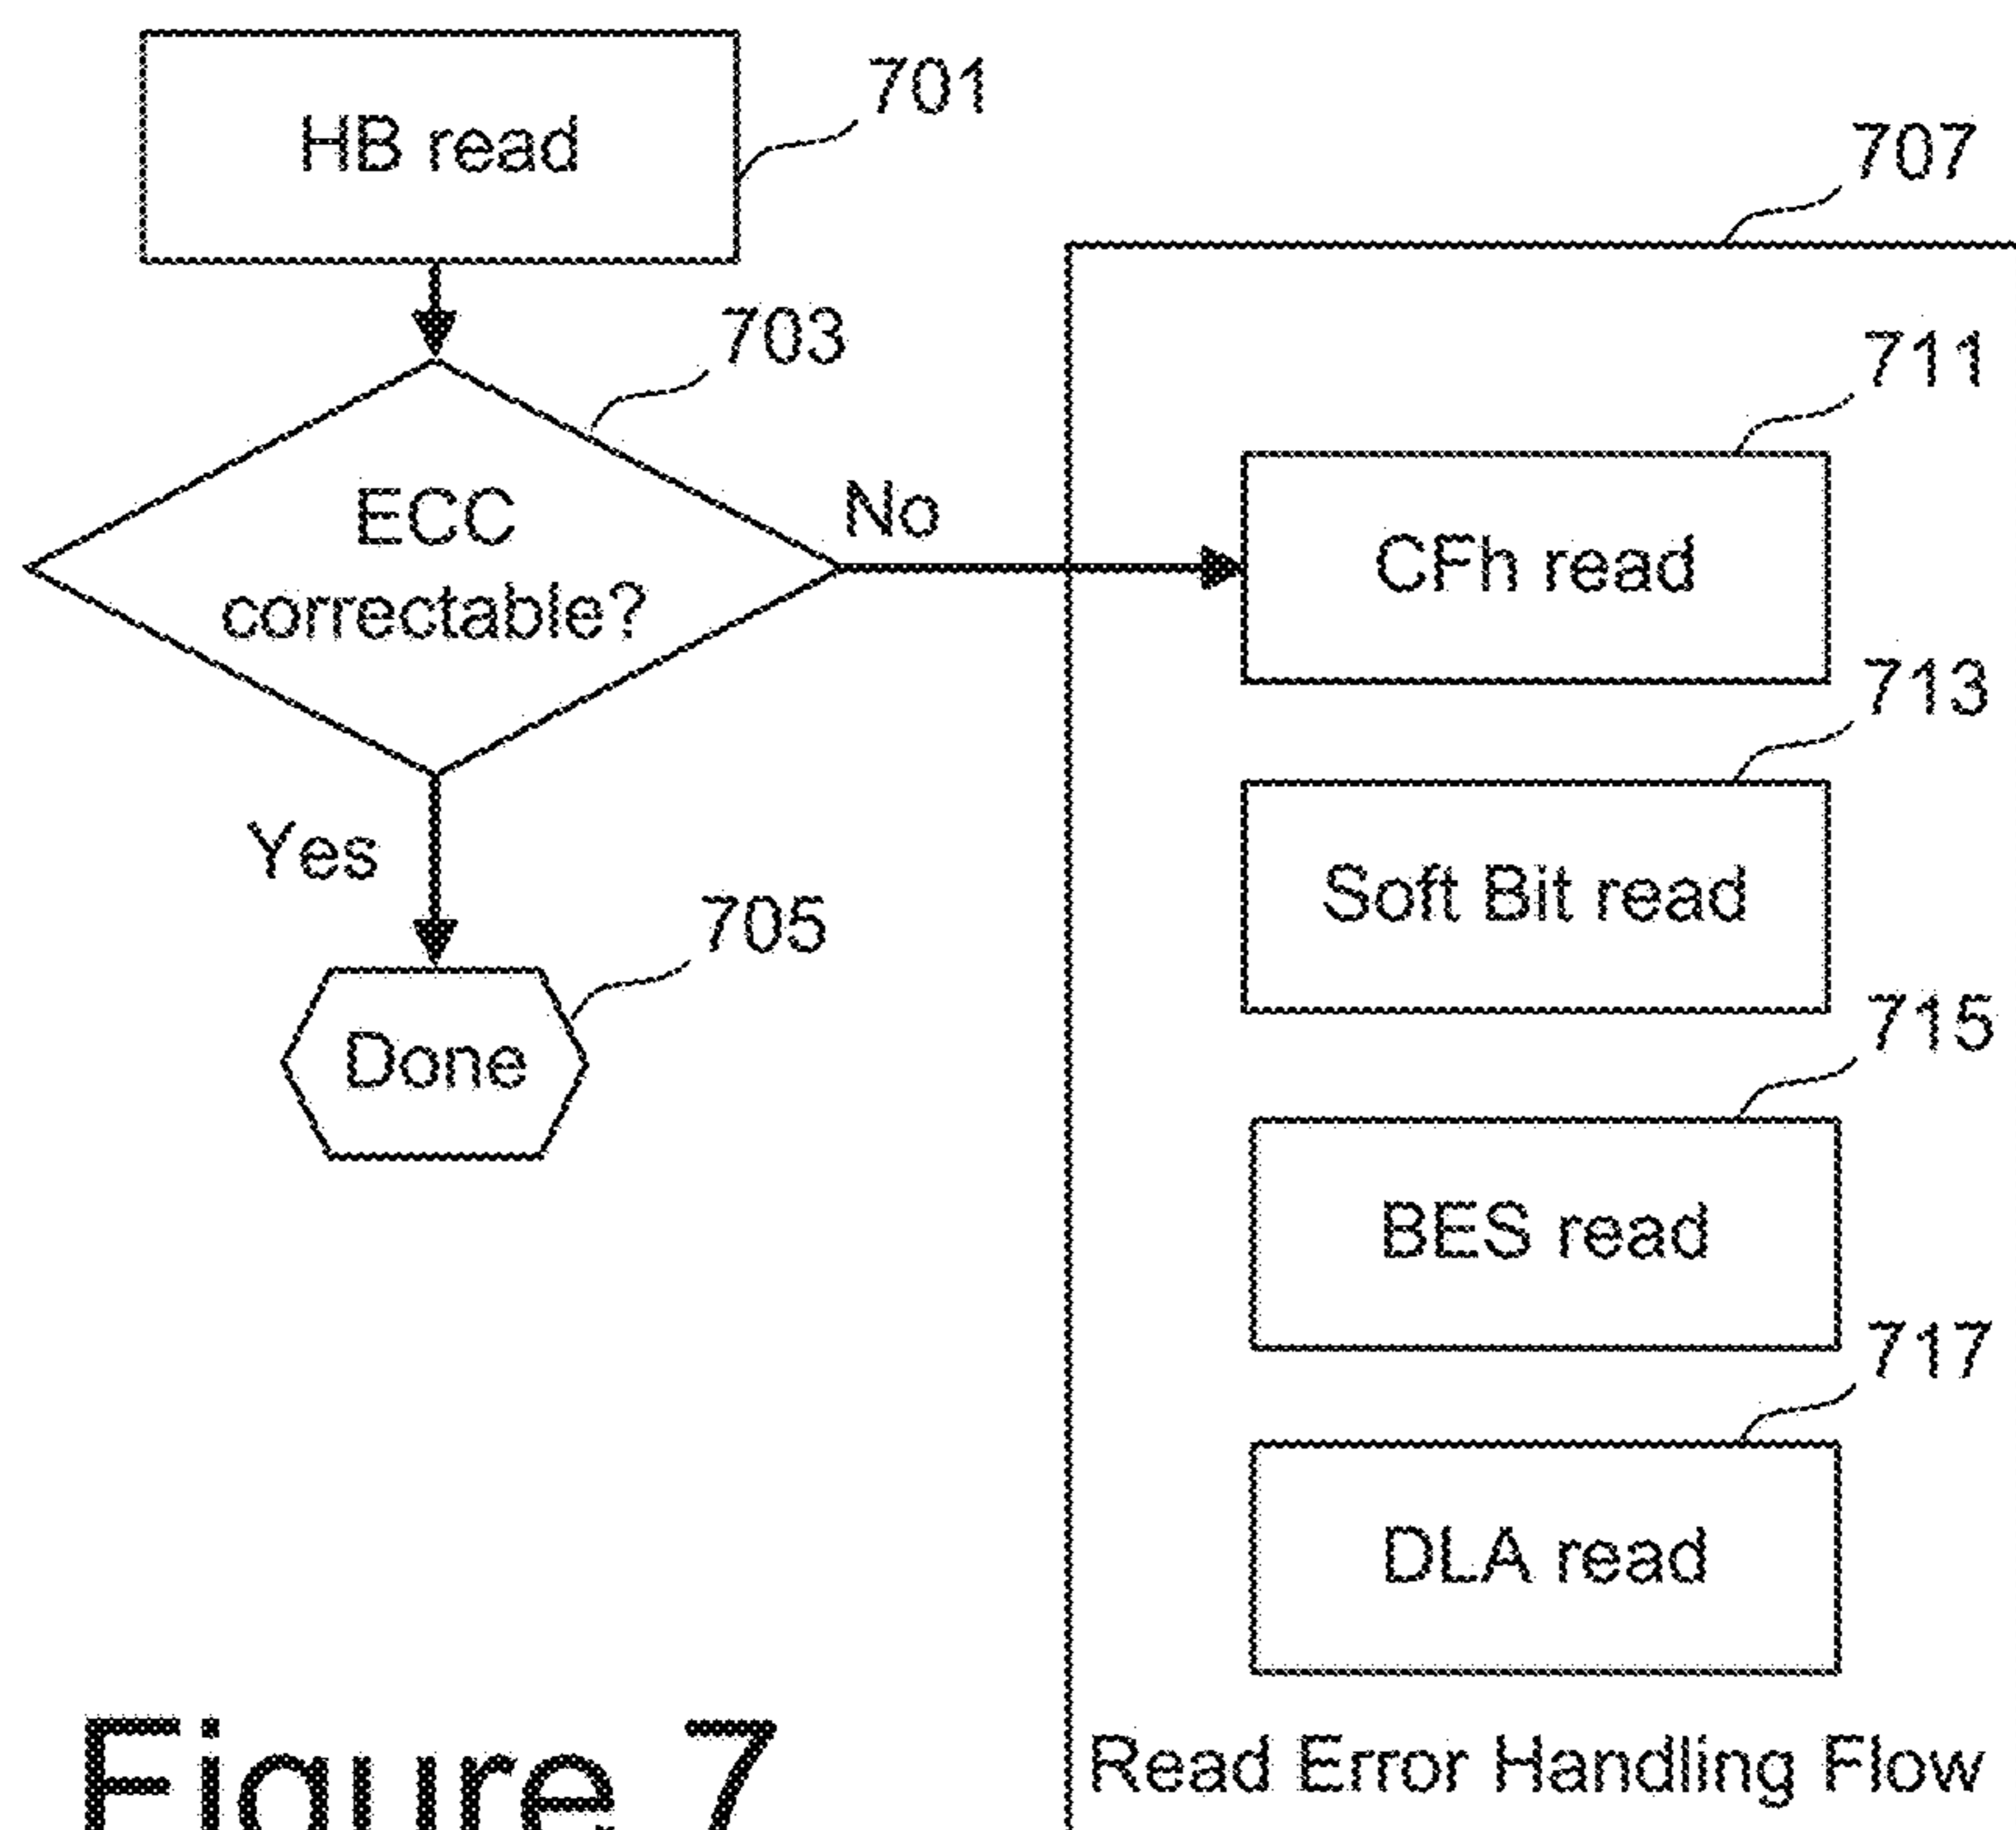 HB read
701
707
703
711
ECC
correctable?
No
CFh read
713
Yes
Soft Bit read
705
Done
715
BES read
717
DLA read
Read Error Handling Flow
Figure 7